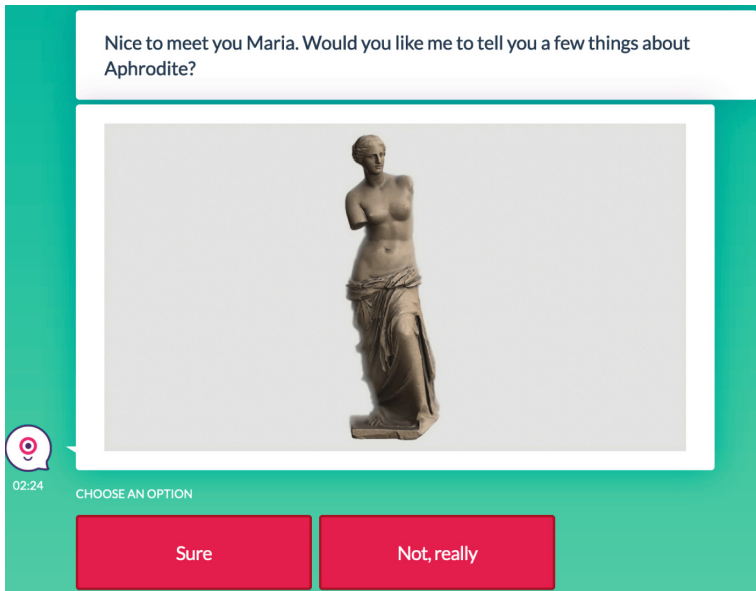 Nice to meet you Maria. Would you like me to tell you a few things about
Aphrodite?
02:24
CHOOSE AN OPTION
Sure
Not, really